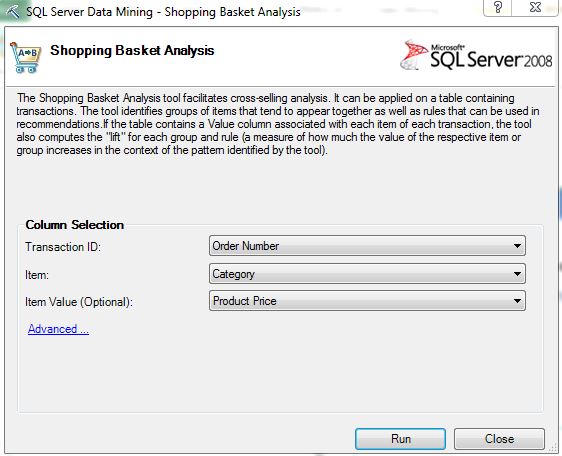 SQL Server Data Mining - Shopping Basket Analysis
?
A⇒B
Shopping Basket Analysis
Microsoft®
SQL Server 2008
The Shopping Basket Analysis tool facilitates cross-selling analysis. It can be applied on a table containing
transactions. The tool identifies groups of items that tend to appear together as well as rules that can be used in
recommendations.If the table contains a Value column associated with each item of each transaction, the tool
also computes the "lift" for each group and rule (a measure of how much the value of the respective item or
group increases in the context of the pattern identified by the tool).
Column Selection
Transaction ID:
Order Number
Item:
Category
Item Value (Optional):
Product Price
Advanced ...
Run
Close